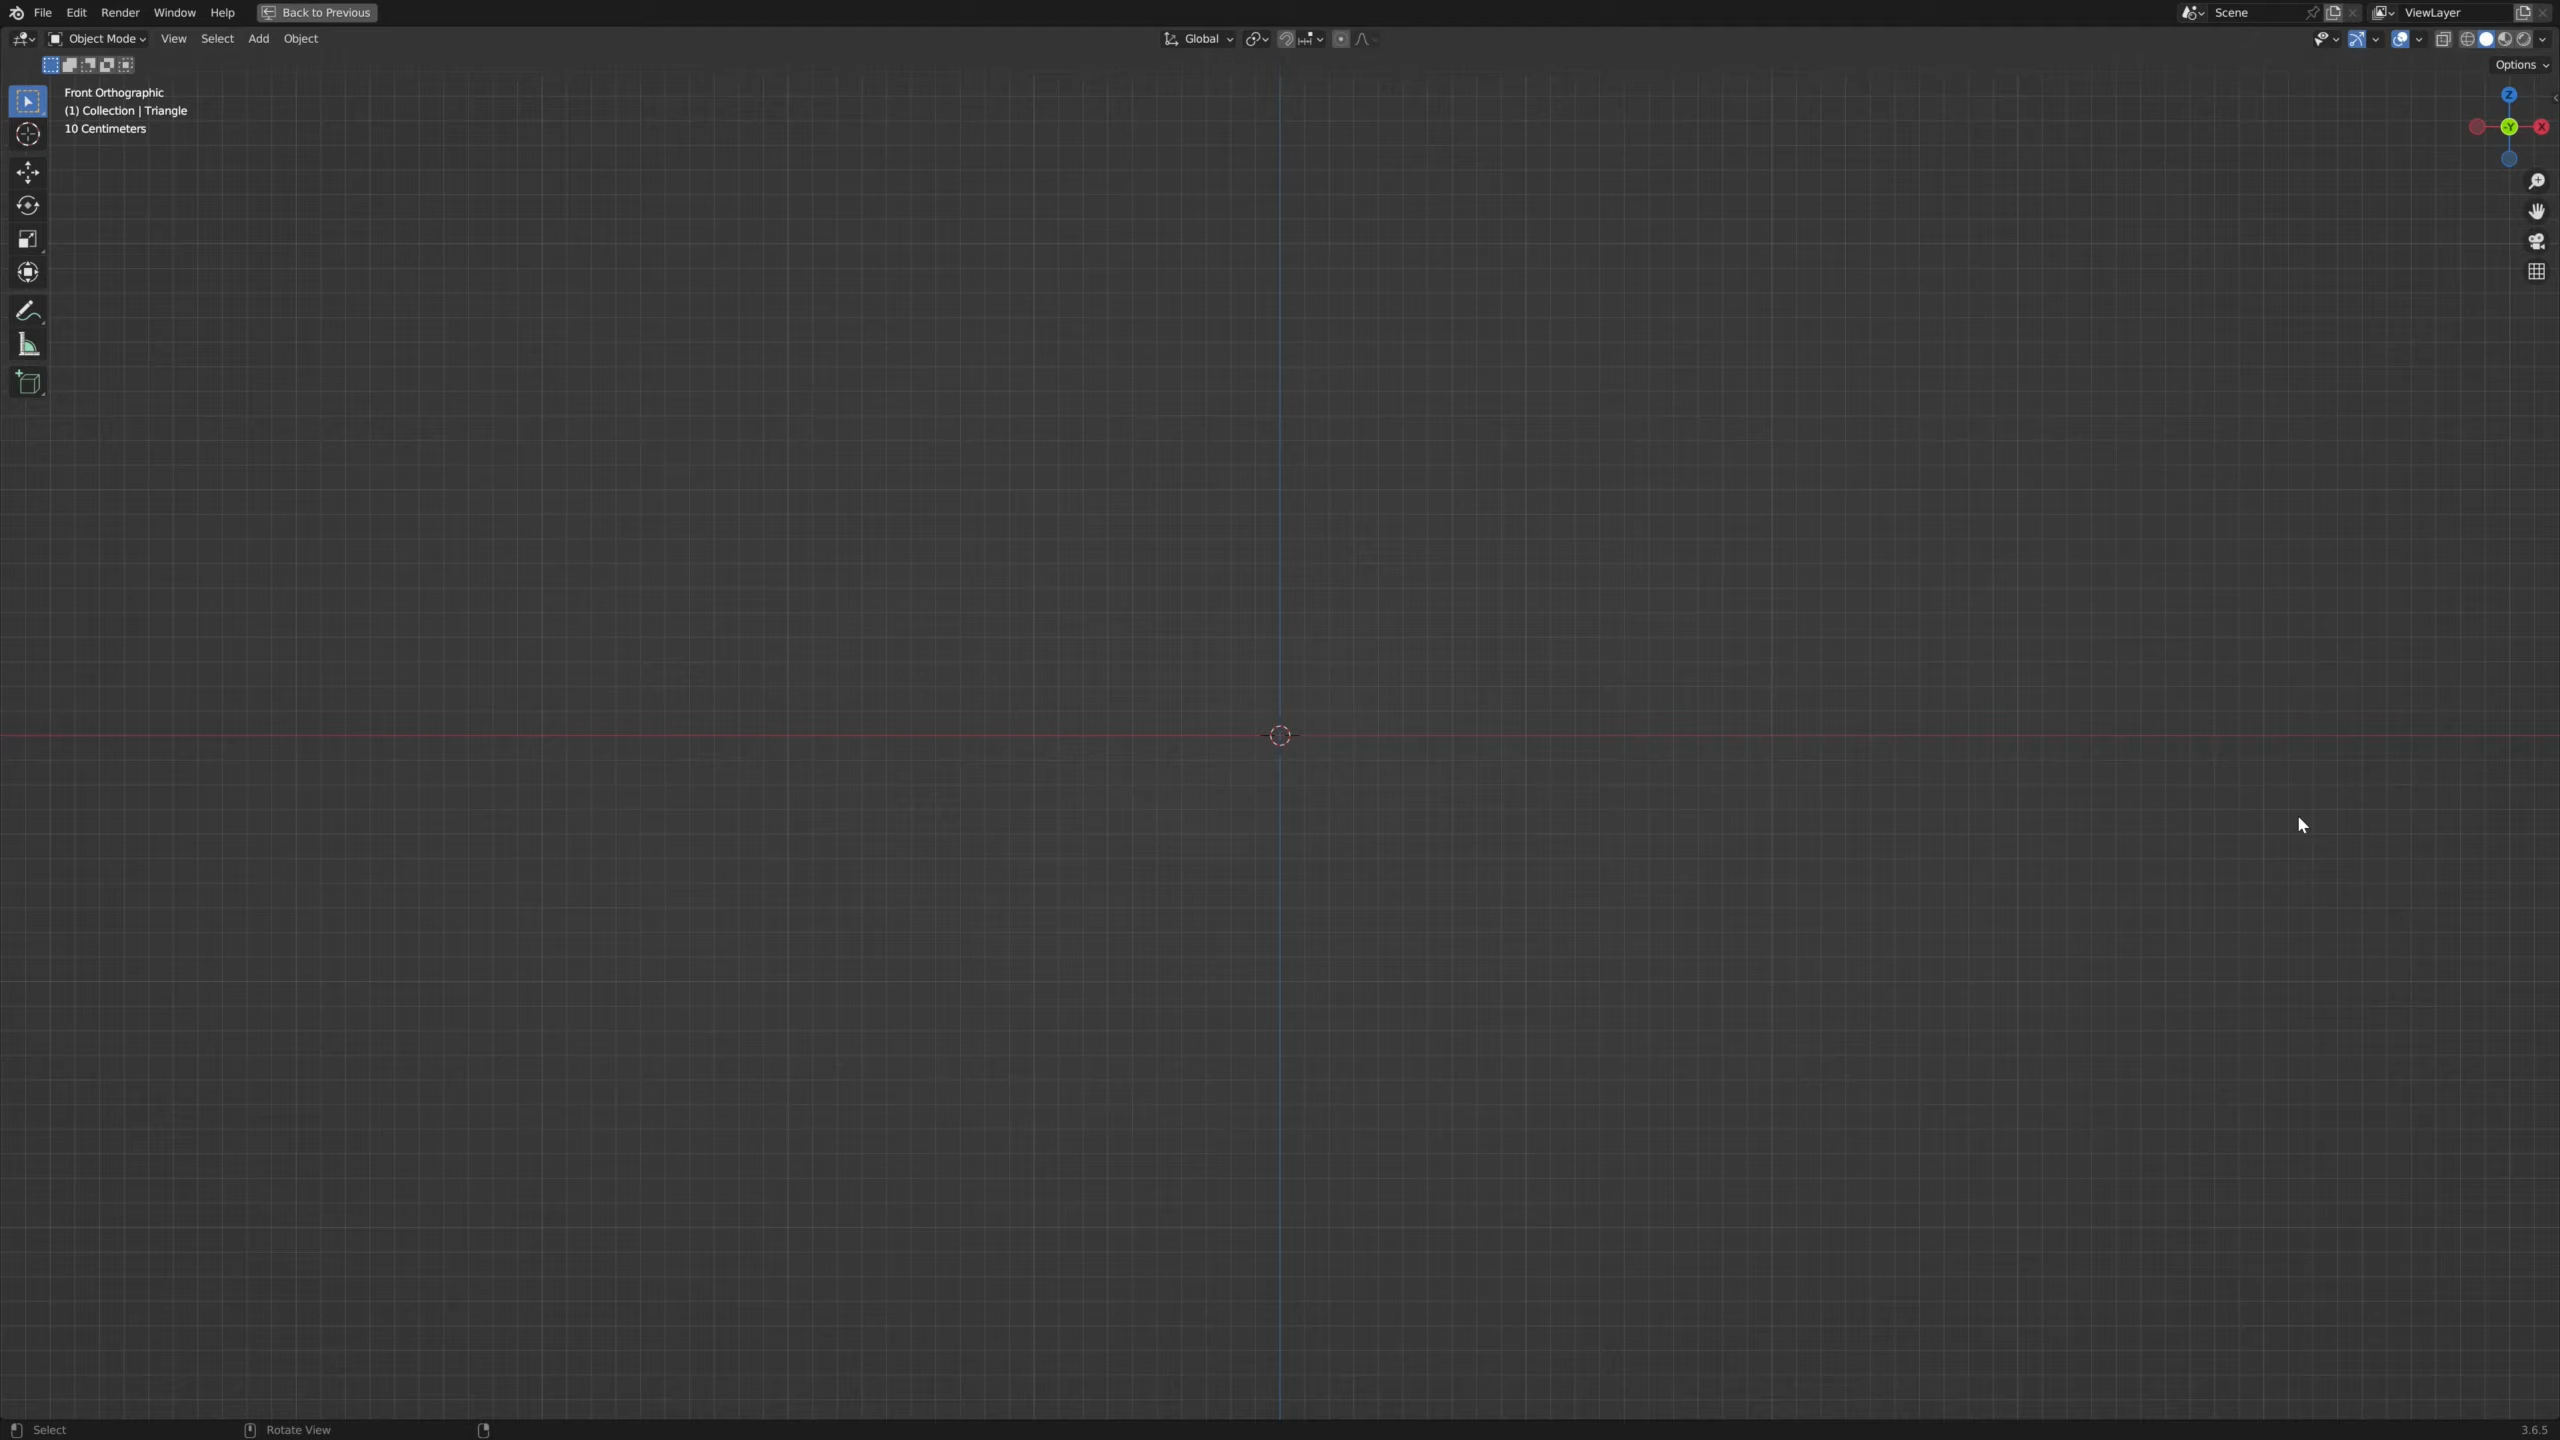 File Edit Render Window Help Back to Previous Scene ViewLayer
Object Mode View Select Add Object Global
Options
Front Orthographic
(1) Collection | Triangle
10 Centimeters
Z
-Y X
Select Rotate View 3.6.5